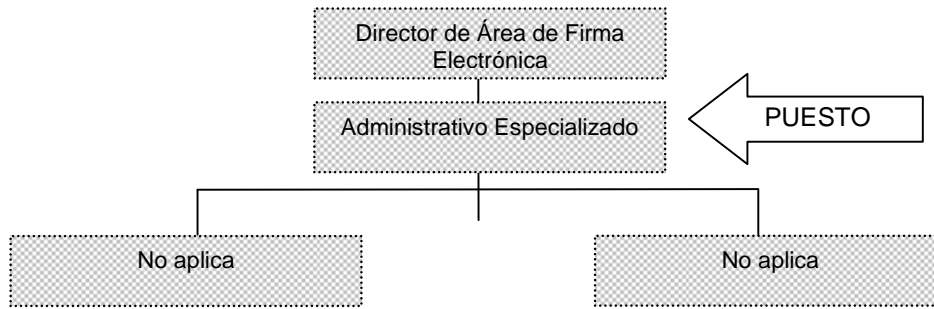 Director de Área de Firma
Electrónica
Administrativo Especializado
PUESTO
No aplica
No aplica